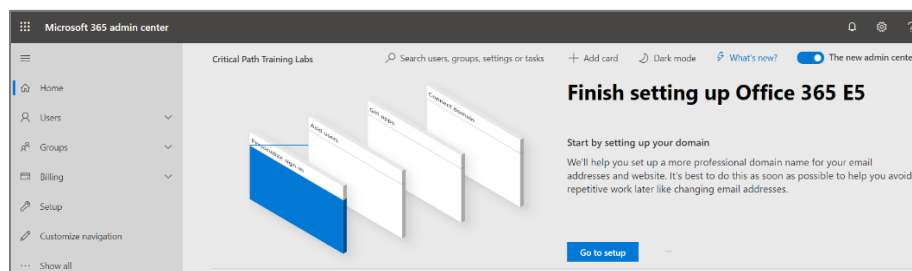 Microsoft 365 admin center
?
Critical Path Training Labs
Search users, groups, settings or tasks
Add card
Dark mode
What's new?
The new admin cente
Home
Users
Groups
Billing
Setup
Customize navigation
Show all
Personalize sign-in
Add users
Get apps
Connect domain
Finish setting up Office 365 E5
Start by setting up your domain
We'll help you set up a more professional domain name for your email
addresses and website. It's best to do this as soon as possible to help you avoid
repetitive work later like changing email addresses.
Go to setup